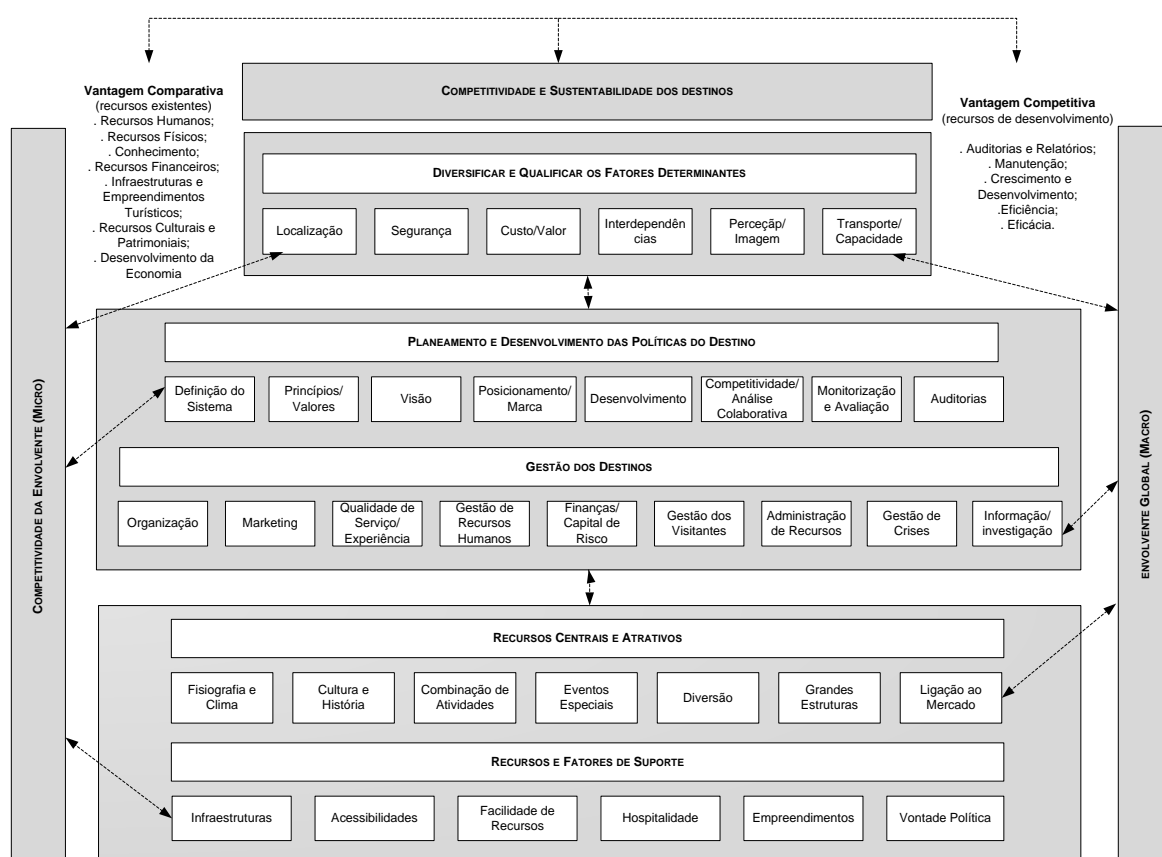 COMPETITIVIDADE E SUSTENTABILIDADE DOS DESTINOS
Vantagem Comparativa
(recursos existentes)
. Recursos Humanos;
. Recursos Físicos;
. Conhecimento;
. Recursos Financeiros;
. Infraestruturas e
Empreendimentos
Turísticos;
. Recursos Culturais e
Patrimoniais;
. Desenvolvimento da
Economia
Vantagem Competitiva
(recursos de desenvolvimento)
. Auditorias e Relatórios;
. Manutenção;
. Crescimento e
Desenvolvimento;
.Eficiência;
. Eficácia.
DIVERSIFICAR E QUALIFICAR OS FATORES DETERMINANTES
Localização
Segurança
Custo/Valor
Interdependên
cias
Perceçãp/
Imagem
Transporte/
Capacidade
COMPETITIVIDADE DA ENVOLVENTE (MICRO)
ENVOLVENTE GLOBAL (MACRO)
PLANEAMENTO E DESENVOLVIMENTO DAS POLÍTICAS DO DESTINO
Definição do
Sistema
Princípios/
Valores
Visão
Posicionamento/
Marca
Desenvolvimento
Competitividade/
Análise
Colaborativa
Monitorização
e Avaliação
Auditorias
GESTÃO DOS DESTINOS
Organização
Marketing
Qualidade de
Serviço/
Experiência
Gestão de
Recursos
Humanos
Finanças/
Capital de
Risco
Gestão dos
Visitantes
Administração
de Recursos
Gestão de
Crises
Informação/
investigação
RECURSOS CENTRAIS E ATRATIVOS
Fisiografia e
Clima
Cultura e
História
Combinação de
Atividades
Eventos
Especiais
Diversão
Grandes
Estruturas
Ligação ao
Mercado
RECURSOS E FATORES DE SUPORTE
Infraestruturas
Acessibilidades
Facilidade de
Recursos
Hospitalidade
Empreendimentos
Vontade Política